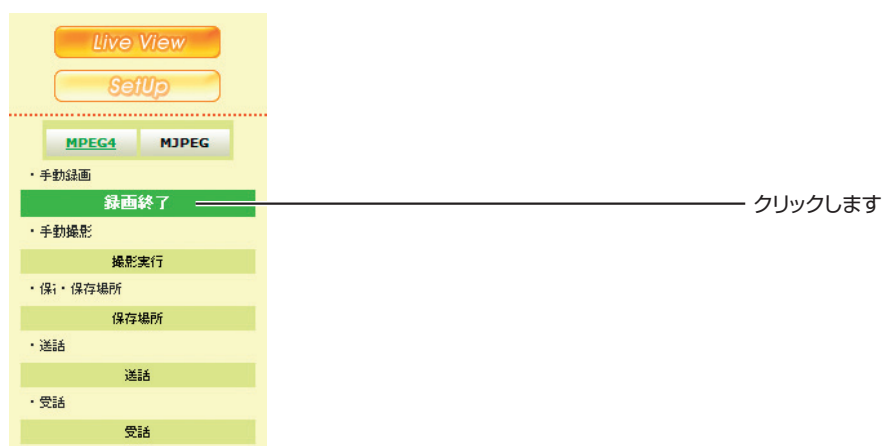 Live View
SetUp
MPEG4 MJPEG
・手動録画
録画終了
クリックします
・手動撮影
撮影実行
・保・保存場所
保存場所
・送話
送話
・受話
受話